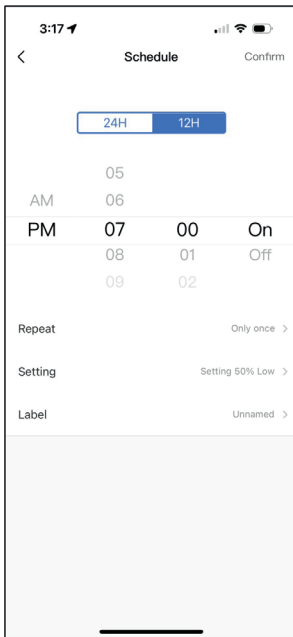 3:17
Schedule
Confirm
24H 12H
05
AM 06
PM 07 00 On
08 01 Off
09 02
Repeat Only once
Setting Setting 50% Low
Label Unnamed